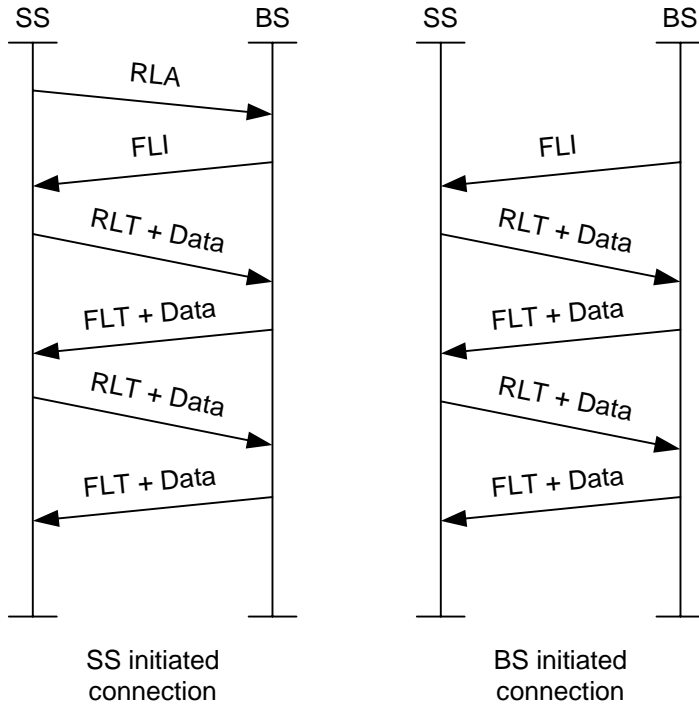 SS
BS
RLA
FLI
RLT + Data
FLT + Data
RLT + Data
FLT + Data
SS initiated
connection
SS
BS
FLI
RLT + Data
FLT + Data
RLT + Data
FLT + Data
BS initiated
connection